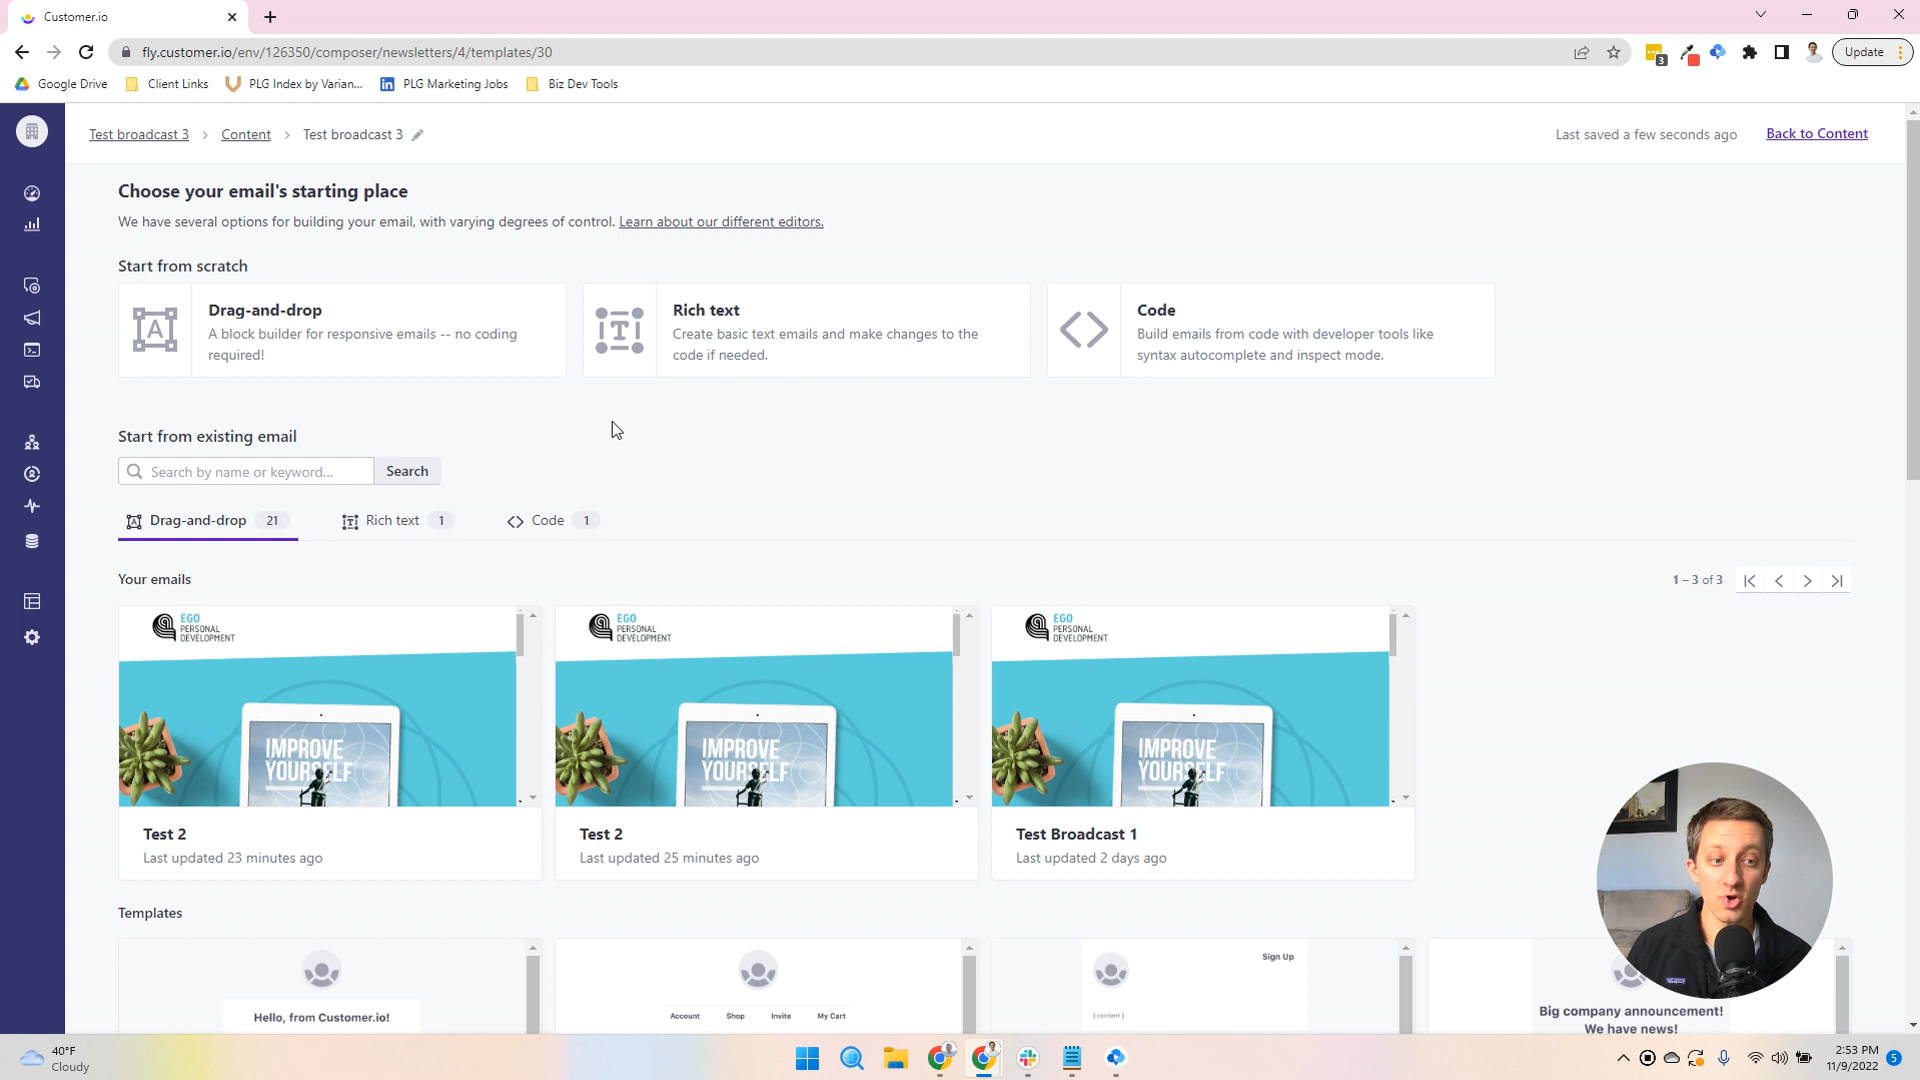 Customer.io
fly.customer.io/env/126350/composer/newsletters/4/templates/30
3
Update
Google Drive
Client Links
PLG Index by Varian...
PLG Marketing Jobs
Biz Dev Tools
Test broadcast 3 > Content > Test broadcast 3
Last saved a few seconds ago
Back to Content
Choose your email's starting place
We have several options for building your email, with varying degrees of control. Learn about our different editors.
Start from scratch
Drag-and-drop
A block builder for responsive emails -- no coding
required!
Rich text
Create basic text emails and make changes to the
code if needed.
Code
Build emails from code with developer tools like
syntax autocomplete and inspect mode.
Start from existing email
Search by name or keyword...
Search
Drag-and-drop 21
Rich text 1
Code 1
Your emails
1 – 3 of 3
EGO
PERSONAL
DEVELOPMENT
IMPROVE
YOURSELF
Test 2
Last updated 23 minutes ago
EGO
PERSONAL
DEVELOPMENT
IMPROVE
YOURSELF
Test 2
Last updated 25 minutes ago
EGO
PERSONAL
DEVELOPMENT
IMPROVE
YOURSELF
Test Broadcast 1
Last updated 2 days ago
Templates
Hello, from Customer.io!
Account Shop Invite My Cart
Sign Up
{ content }
Big company announcement!
We have news!
40°F
Cloudy
2:53 PM
11/9/2022
5